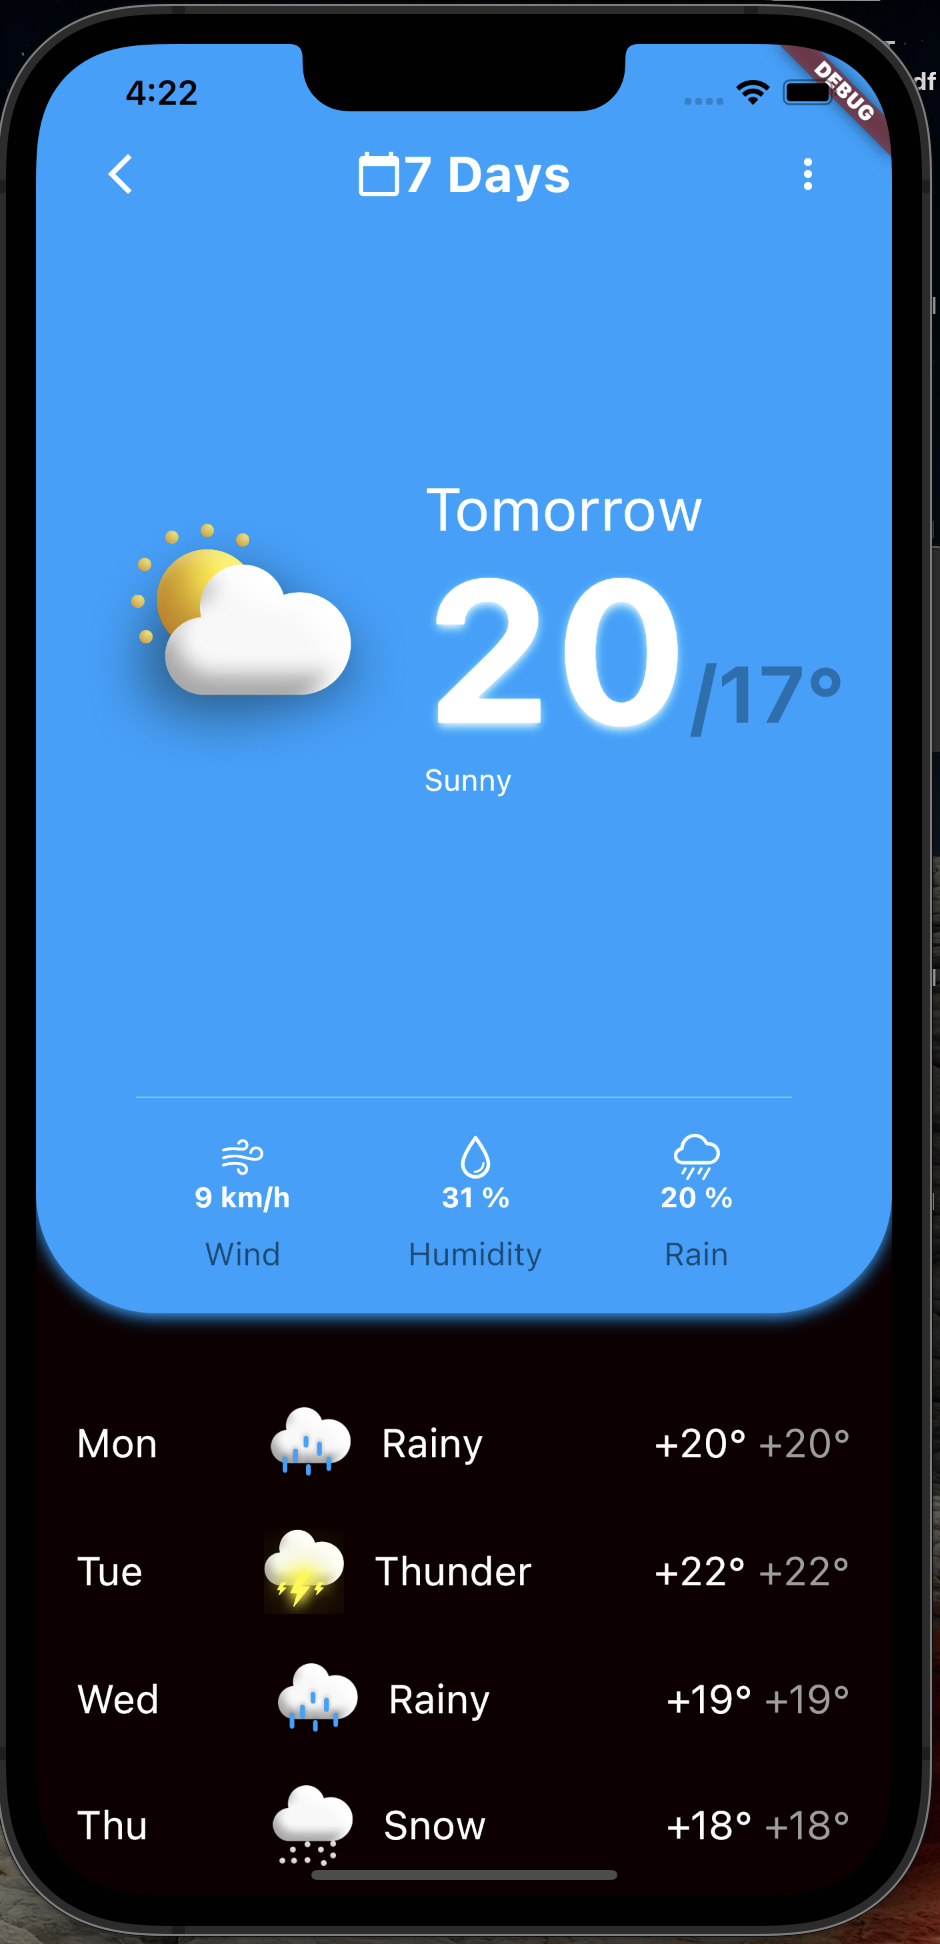 4:22
DEBUG
df
7 Days
Tomorrow
20/17°
Sunny
9 km/h 31 % 20 %
Wind Humidity Rain
Mon Rainy +20° +20°
Tue Thunder +22° +22°
Wed Rainy +19° +19°
Thu Snow +18° +18°